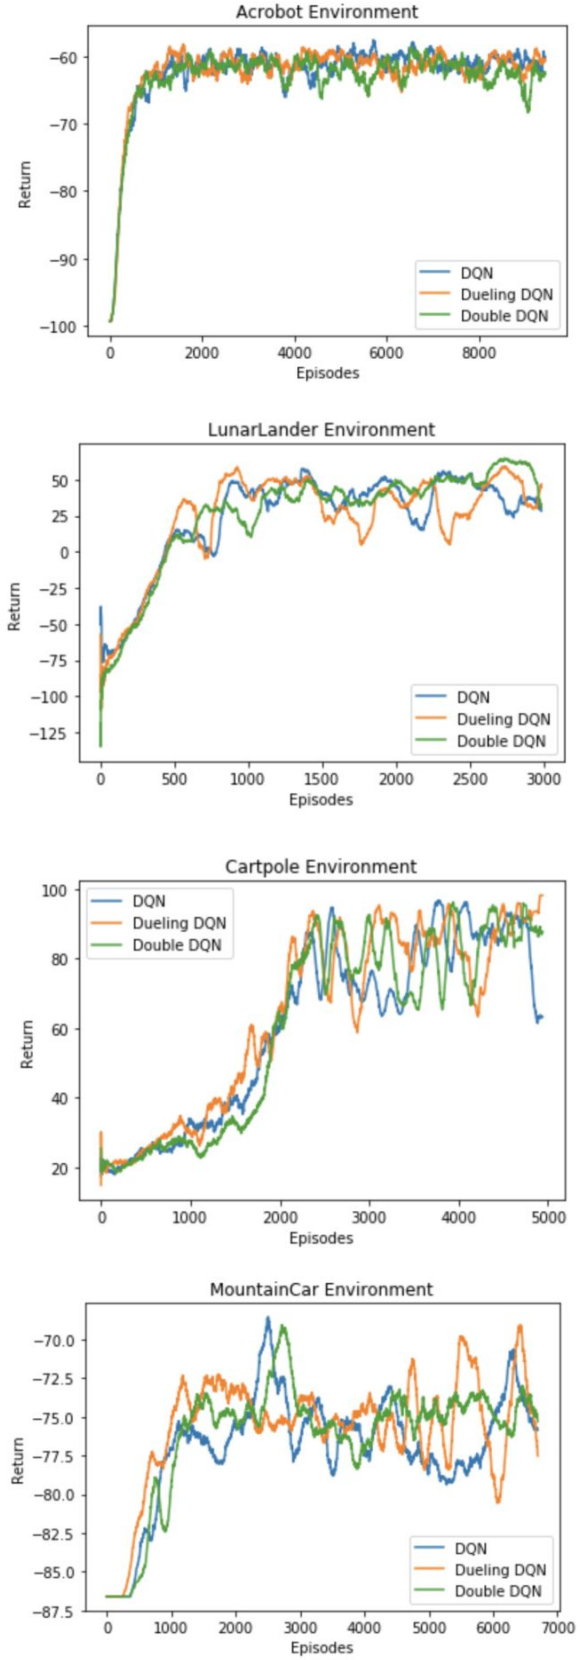 Acrobot Environment
−60
−70
−80
−90
−100
Return
0 2000 4000 6000 8000
Episodes
DQN
Dueling DQN
Double DQN
LunarLander Environment
50
25
0
−25
−50
−75
−100
−125
Return
0 500 1000 1500 2000 2500 3000
Episodes
DQN
Dueling DQN
Double DQN
Cartpole Environment
100
80
60
40
20
Return
0 1000 2000 3000 4000 5000
Episodes
DQN
Dueling DQN
Double DQN
MountainCar Environment
−70.0
−72.5
−75.0
−77.5
−80.0
−82.5
−85.0
−87.5
Return
0 1000 2000 3000 4000 5000 6000 7000
Episodes
DQN
Dueling DQN
Double DQN